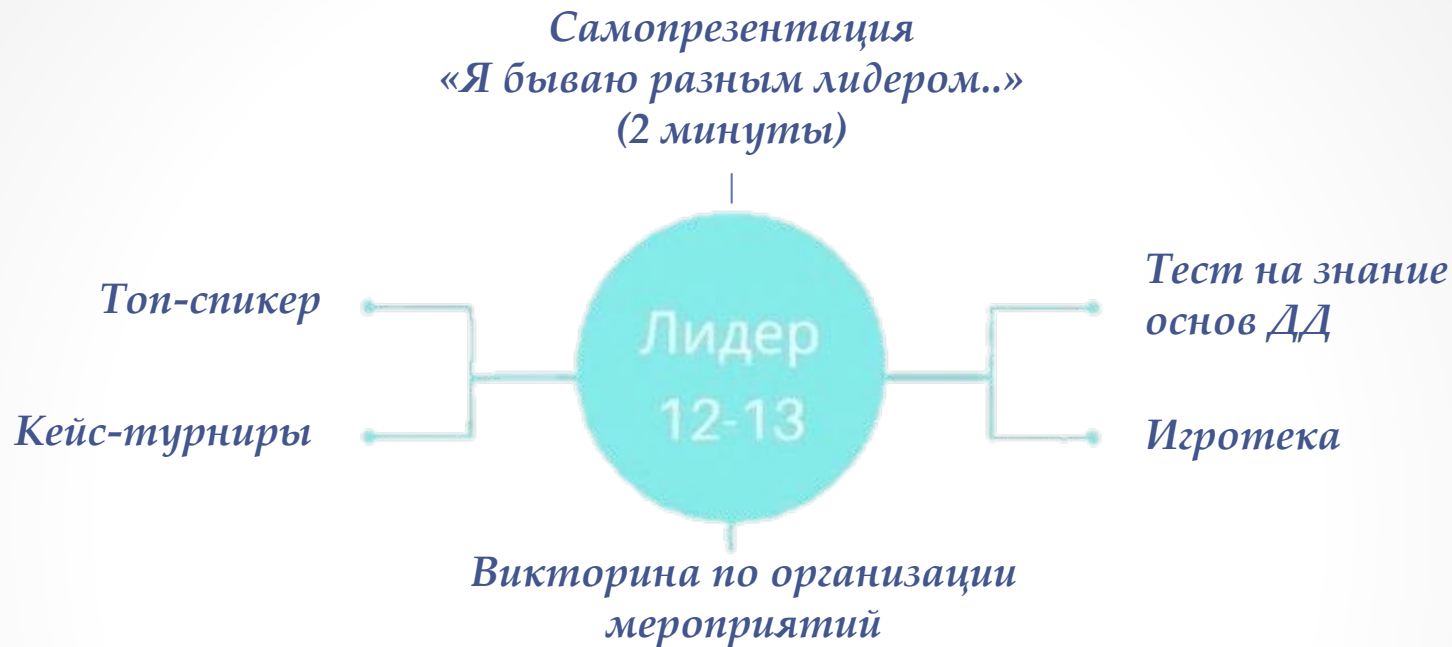 Самопрезентация
«Я бываю разным лидером..»
(2 минуты)
Топ-спикер
Кейс-турниры
Лидер
12-13
Тест на знание
основ ДД
Игротека
Викторина по организации
мероприятий